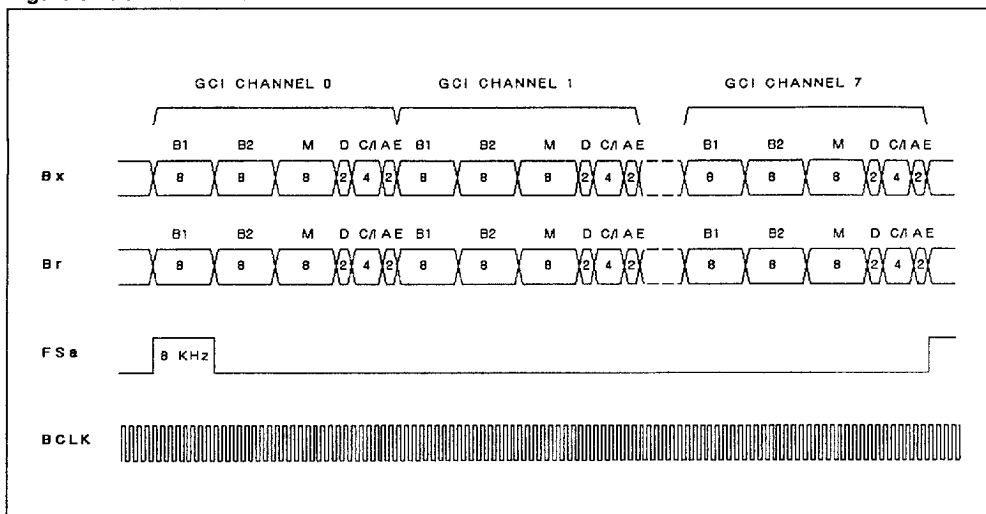 GCI CHANNEL 0 GCI CHANNEL 1 GCI CHANNEL 7
B1 B2 M D C/I A E B1 B2 M D C/I A E B1 B2 M D C/I A E
Bx 8 8 8 2 4 2 8 8 8 2 4 2 8 8 8 2 4 2
B1 B2 M D C/I A E B1 B2 M D C/I A E B1 B2 M D C/I A E
Br 8 8 8 2 4 2 8 8 8 2 4 2 8 8 8 2 4 2
FSa 8 KHz
BCLK